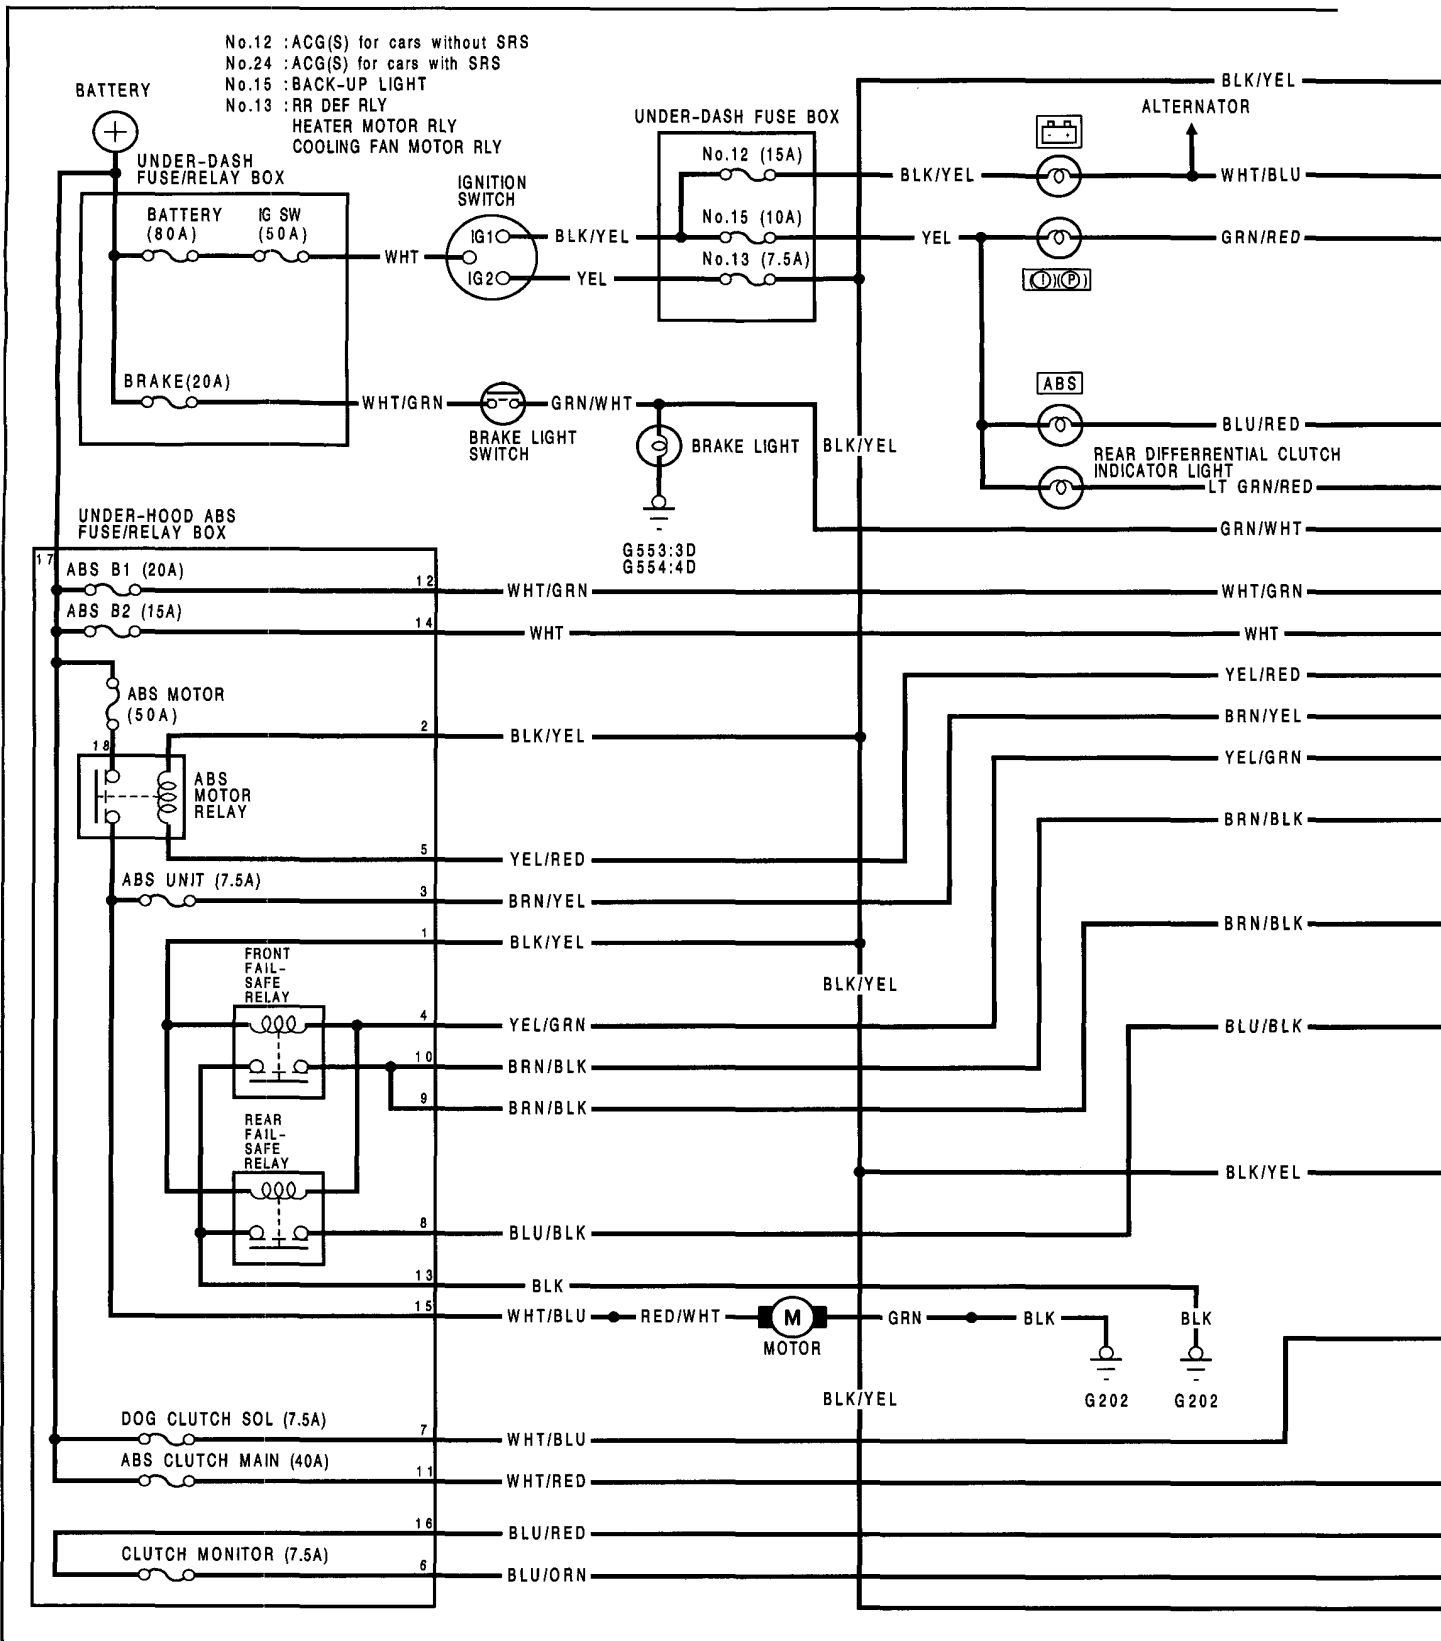 No.12 :ACG(S) for cars without SRS
No.24 :ACG(S) for cars with SRS
No.15 :BACK-UP LIGHT
No.13 :RR DEF RLY
HEATER MOTOR RLY
COOLING FAN MOTOR RLY
BATTERY
+
UNDER-DASH
FUSE/RELAY BOX
BATTERY
(80A)
IG SW
(50A)
WHT
IGNITION
SWITCH
IG1
IG2
BLK/YEL
YEL
UNDER-DASH FUSE BOX
No.12 (15A)
No.15 (10A)
No.13 (7.5A)
BLK/YEL
ALTERNATOR
- +
BLK/YEL
WHT/BLU
YEL
GRN/RED
(!)(P)
BRAKE(20A)
WHT/GRN
BRAKE LIGHT
SWITCH
GRN/WHT
BRAKE LIGHT
G553:3D
G554:4D
BLK/YEL
ABS
BLU/RED
REAR DIFFERRENTIAL CLUTCH
INDICATOR LIGHT
LT GRN/RED
GRN/WHT
UNDER-HOOD ABS
FUSE/RELAY BOX
17
ABS B1 (20A)
12
WHT/GRN
WHT/GRN
ABS B2 (15A)
14
WHT
WHT
ABS MOTOR
(50A)
YEL/RED
BRN/YEL
2
BLK/YEL
18
YEL/GRN
ABS
MOTOR
RELAY
BRN/BLK
5
YEL/RED
ABS UNIT (7.5A)
3
BRN/YEL
BRN/BLK
1
BLK/YEL
FRONT
FAIL-
SAFE
RELAY
BLK/YEL
4
YEL/GRN
BLU/BLK
10
BRN/BLK
9
BRN/BLK
REAR
FAIL-
SAFE
RELAY
BLK/YEL
8
BLU/BLK
13
BLK
15
WHT/BLU
RED/WHT
M
MOTOR
GRN
BLK
BLK
G202
G202
BLK/YEL
DOG CLUTCH SOL (7.5A)
7
WHT/BLU
ABS CLUTCH MAIN (40A)
11
WHT/RED
16
BLU/RED
CLUTCH MONITOR (7.5A)
6
BLU/ORN